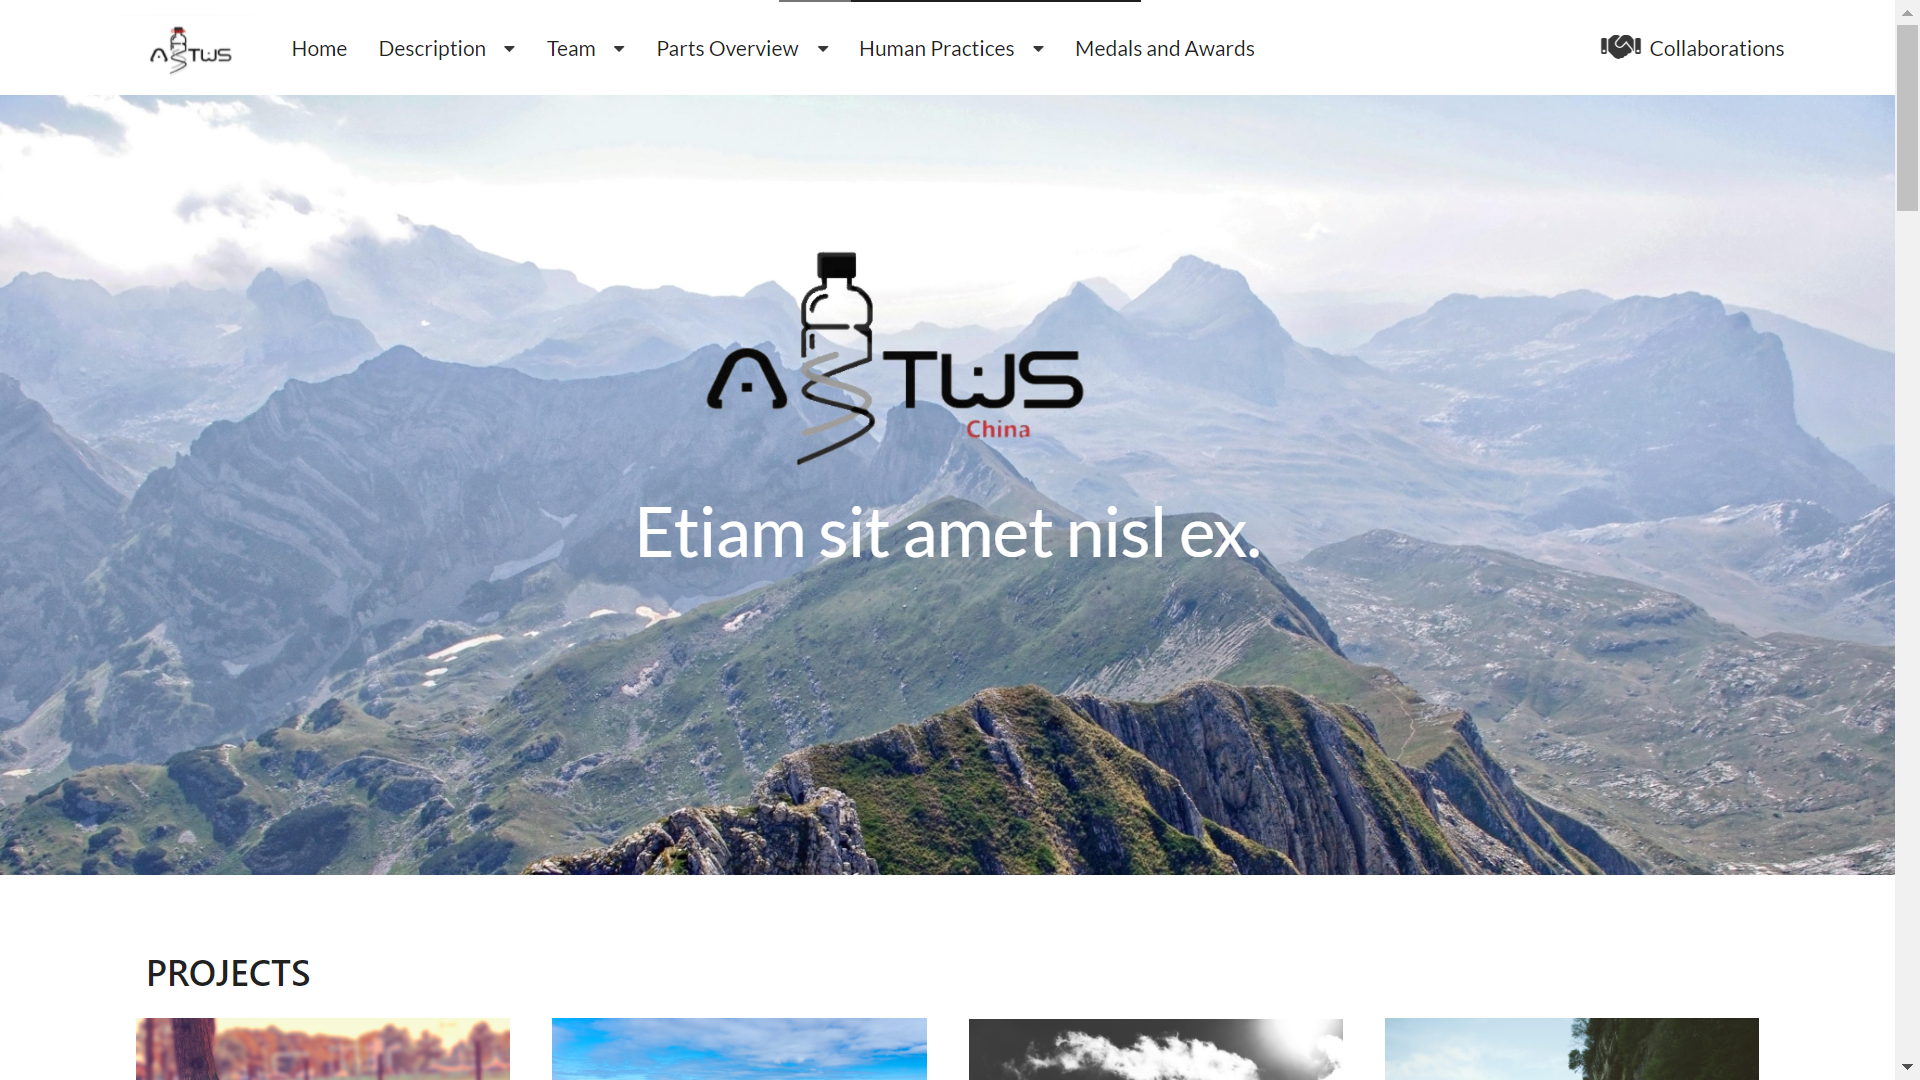 ASTWS
Home
Description
Team
Parts Overview
Human Practices
Medals and Awards
Collaborations
ASTWS
China
Etiam sit amet nisl ex.
PROJECTS